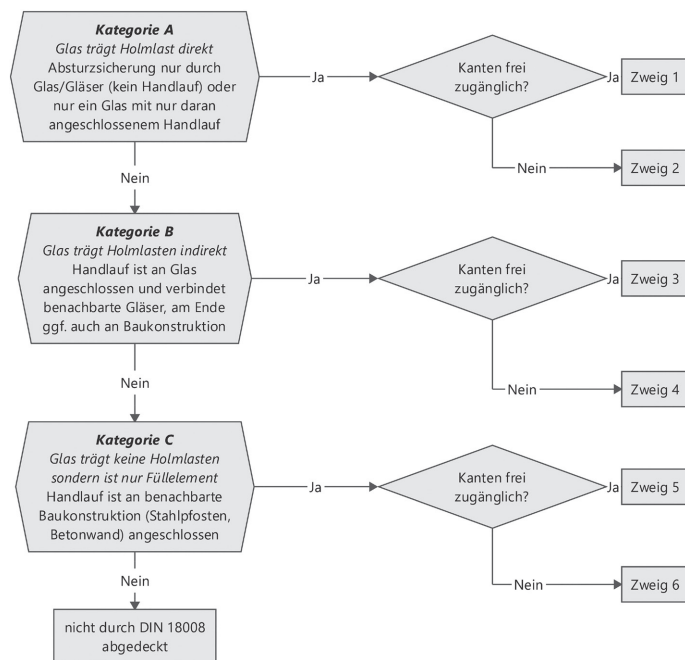 Kategorie A
Glas trägt Holmlast direkt
Absturzsicherung nur durch
Glas/Gläser (kein Handlauf) oder
nur ein Glas mit nur daran
angeschlossenem Handlauf
Ja
Kanten frei
zugänglich?
Ja
Zweig 1
Nein
Zweig 2
Nein
Kategorie B
Glas trägt Holmlasten indirekt
Handlauf ist an Glas
angeschlossen und verbindet
benachbarte Gläser, am Ende
ggf. auch an Baukonstruktion
Ja
Kanten frei
zugänglich?
Ja
Zweig 3
Nein
Zweig 4
Nein
Kategorie C
Glas trägt keine Holmlasten
sondern ist nur Füllelement
Handlauf ist an benachbarte
Baukonstruktion (Stahlpfosten,
Betonwand) angeschlossen
Ja
Kanten frei
zugänglich?
Ja
Zweig 5
Nein
Zweig 6
Nein
nicht durch DIN 18008
abgedeckt